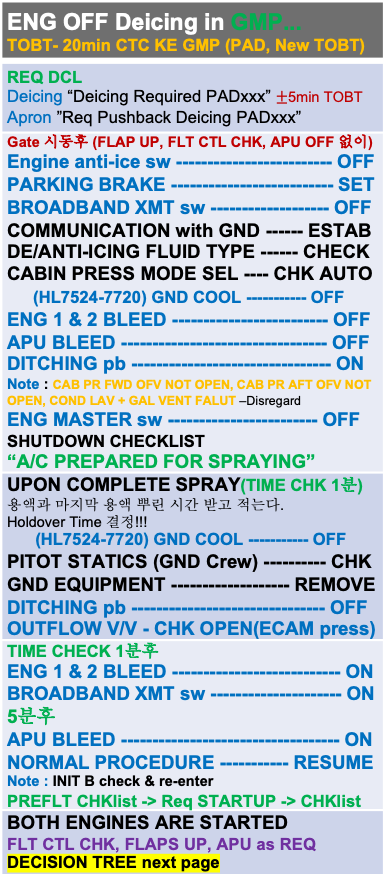 ENG OFF Deicing in GMP...
TOBT- 20min CTC KE GMP (PAD, New TOBT)
REQ DCL
Deicing “Deicing Required PADxxx” ±5min TOBT
Apron ”Req Pushback Deicing PADxxx”
Gate 시동후 (FLAP UP, FLT CTL CHK, APU OFF 없이)
Engine anti-ice sw ------------------------- OFF
PARKING BRAKE -------------------------- SET
BROADBAND XMT sw ------------------- OFF
COMMUNICATION with GND ------ ESTAB
DE/ANTI-ICING FLUID TYPE ------ CHECK
CABIN PRESS MODE SEL ---- CHK AUTO
(HL7524-7720) GND COOL ----------- OFF
ENG 1 & 2 BLEED ------------------------- OFF
APU BLEED --------------------------------- OFF
DITCHING pb -------------------------------- ON
Note : CAB PR FWD OFV NOT OPEN, CAB PR AFT OFV NOT
OPEN, COND LAV + GAL VENT FALUT –Disregard
ENG MASTER sw ------------------------ OFF
SHUTDOWN CHECKLIST
“A/C PREPARED FOR SPRAYING”
UPON COMPLETE SPRAY(TIME CHK 1분)
용액과 마지막 용액 뿌린 시간 받고 적는다.
Holdover Time 결정!!!
(HL7524-7720) GND COOL ----------- OFF
PITOT STATICS (GND Crew) ---------- CHK
GND EQUIPMENT ------------------- REMOVE
DITCHING pb ------------------------------- OFF
OUTFLOW V/V - CHK OPEN(ECAM press)
TIME CHECK 1분후
ENG 1 & 2 BLEED --------------------------- ON
BROADBAND XMT sw --------------------- ON
5분후
APU BLEED ----------------------------------- ON
NORMAL PROCEDURE ----------- RESUME
Note : INIT B check & re-enter
PREFLT CHKlist -> Req STARTUP -> CHKlist
BOTH ENGINES ARE STARTED
FLT CTL CHK, FLAPS UP, APU as REQ
DECISION TREE next page